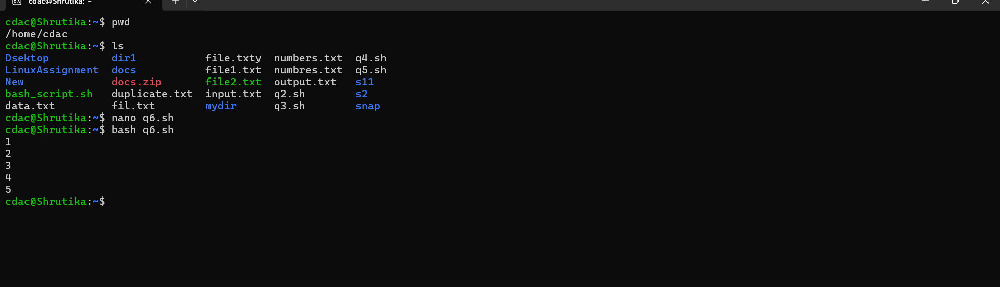 cdac@Shrutika: ~
cdac@Shrutika:~$ pwd
/home/cdac
cdac@Shrutika:~$ ls
Dsektop dir1 file.txty numbers.txt q4.sh
LinuxAssignment docs file1.txt numbres.txt q5.sh
New docs.zip file2.txt output.txt s11
bash_script.sh duplicate.txt input.txt q2.sh s2
data.txt fil.txt mydir q3.sh snap
cdac@Shrutika:~$ nano q6.sh
cdac@Shrutika:~$ bash q6.sh
1
2
3
4
5
cdac@Shrutika:~$